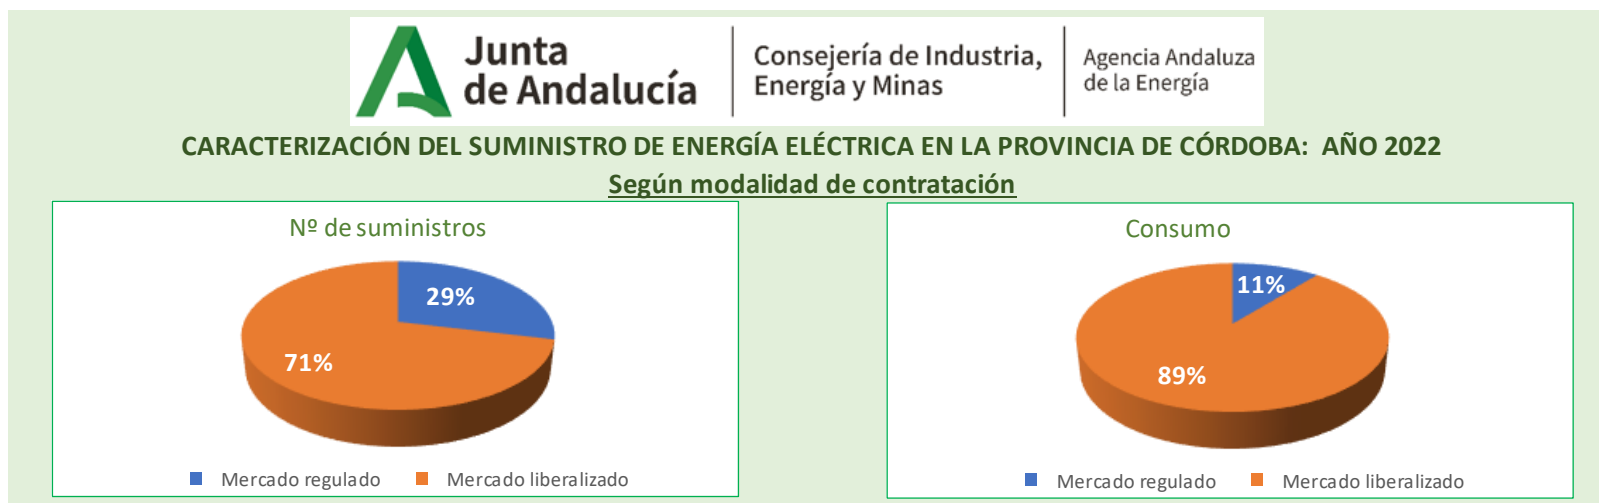 Junta
de Andalucía
Consejería de Industria,
Energía y Minas
Agencia Andaluza
de la Energía
CARACTERIZACIÓN DEL SUMINISTRO DE ENERGÍA ELÉCTRICA EN LA PROVINCIA DE CÓRDOBA: AÑO 2022
Según modalidad de contratación
Nº de suministros
29%
71%
Mercado regulado Mercado liberalizado
Consumo
11%
89%
Mercado regulado Mercado liberalizado